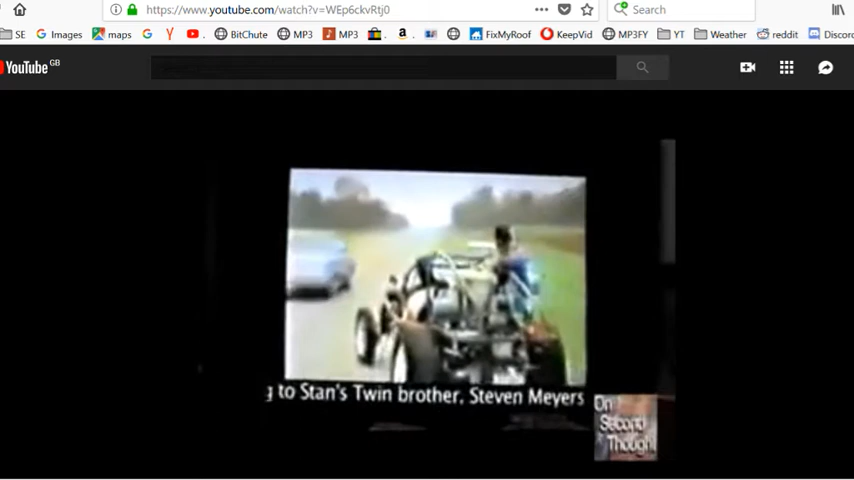 https://www.youtube.com/watch?v=WEp6ckvRtj0
Search
SE Images maps BitChute MP3 MP3 FixMyRoof KeepVid MP3FY YT Weather reddit Discord
YouTube GB
g to Stan's Twin brother, Steven Meyers
On
Second
Thought